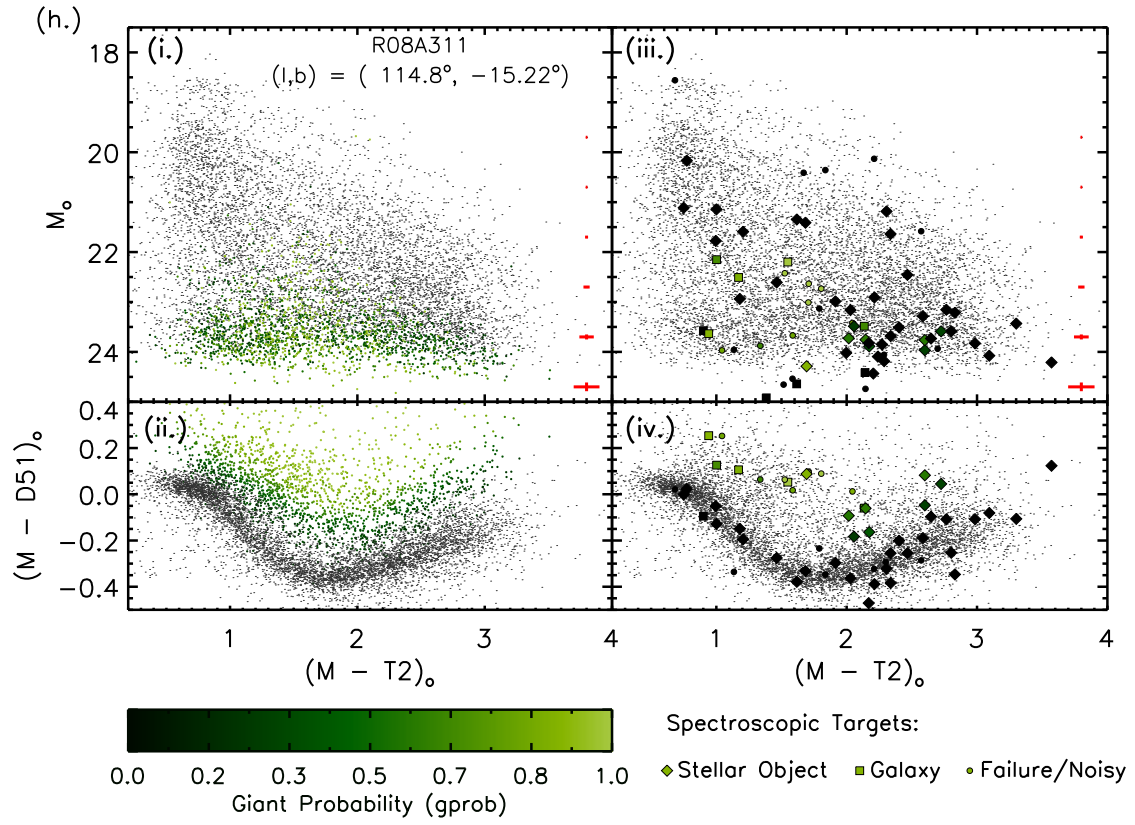 (h.)
(i.)
R08A311
(l,b) = ( 114.8°, −15.22°)
(iii.)
18
20
22
24
M₀
(ii.)
(iv.)
0.4
0.2
0.0
−0.2
−0.4
(M − D51)₀
1 2 3 4
1 2 3 4
(M − T2)₀
(M − T2)₀
0.0 0.2 0.3 0.5 0.7 0.8 1.0
Giant Probability (gprob)
Spectroscopic Targets:
Stellar Object Galaxy Failure/Noisy